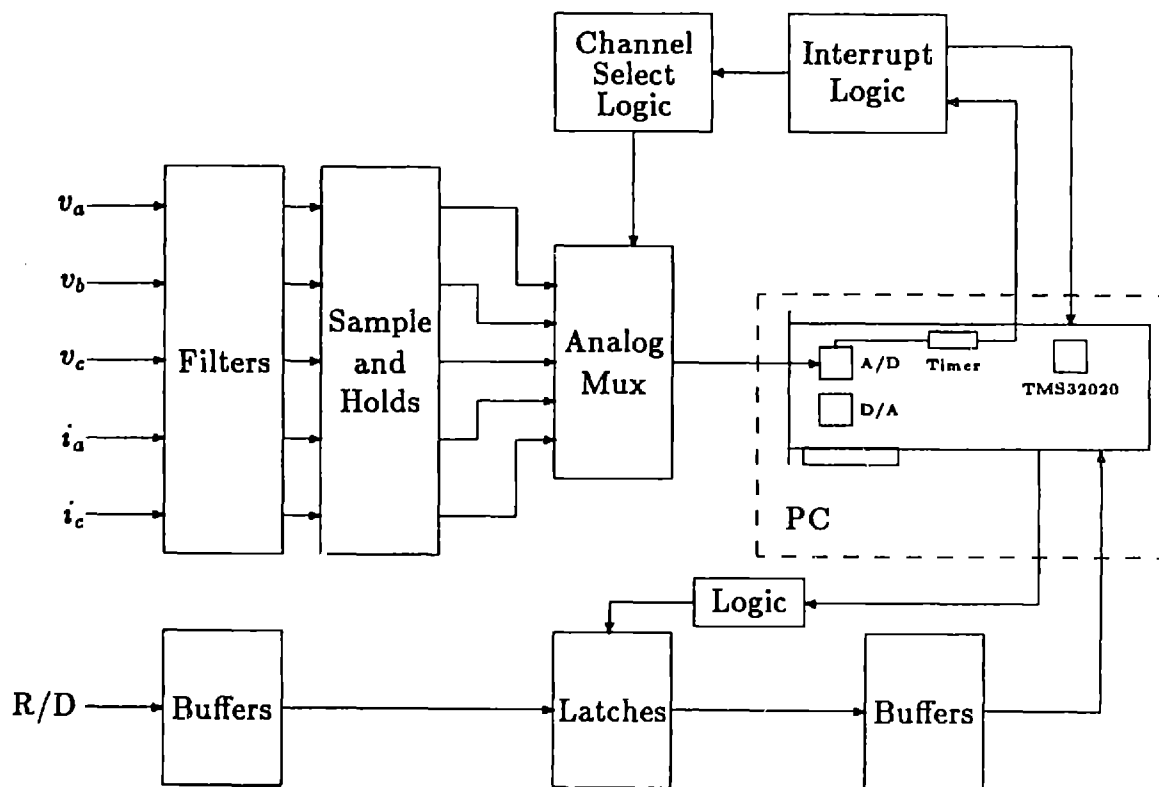 Channel
Select
Logic
Interrupt
Logic
v_a
v_b
v_c
i_a
i_c
Filters
Sample
and
Holds
Analog
Mux
A/D
Timer
TMS32020
D/A
PC
Logic
R/D
Buffers
Latches
Buffers